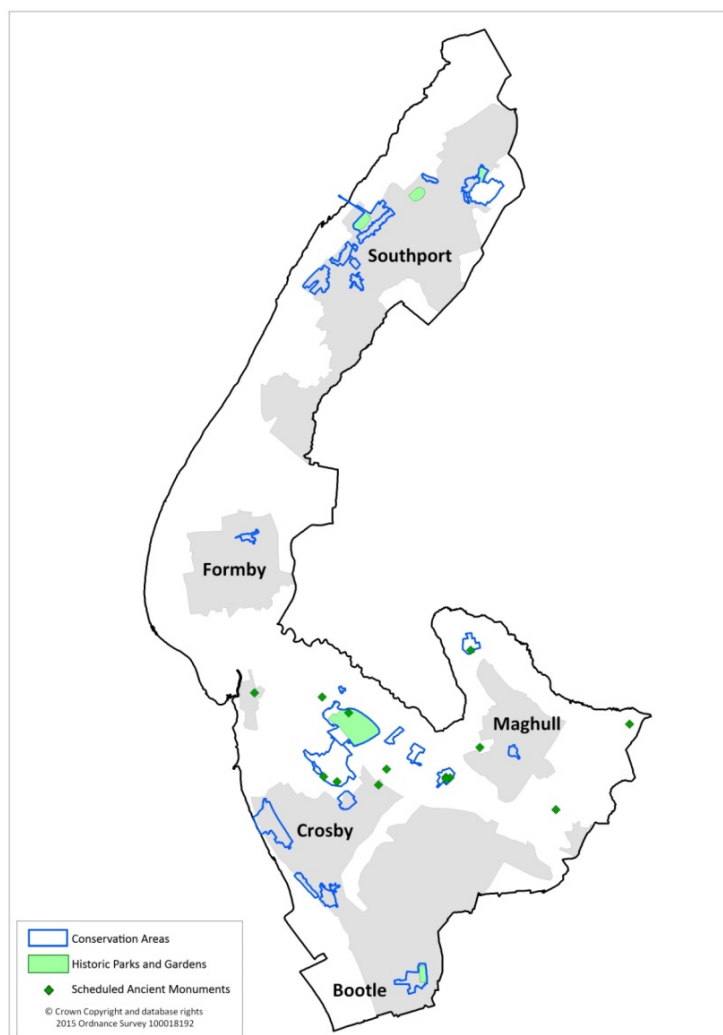 Southport
Formby
Maghull
Crosby
Bootle
Conservation Areas
Historic Parks and Gardens
Scheduled Ancient Monuments
© Crown Copyright and database rights
2015 Ordnance Survey 100018192